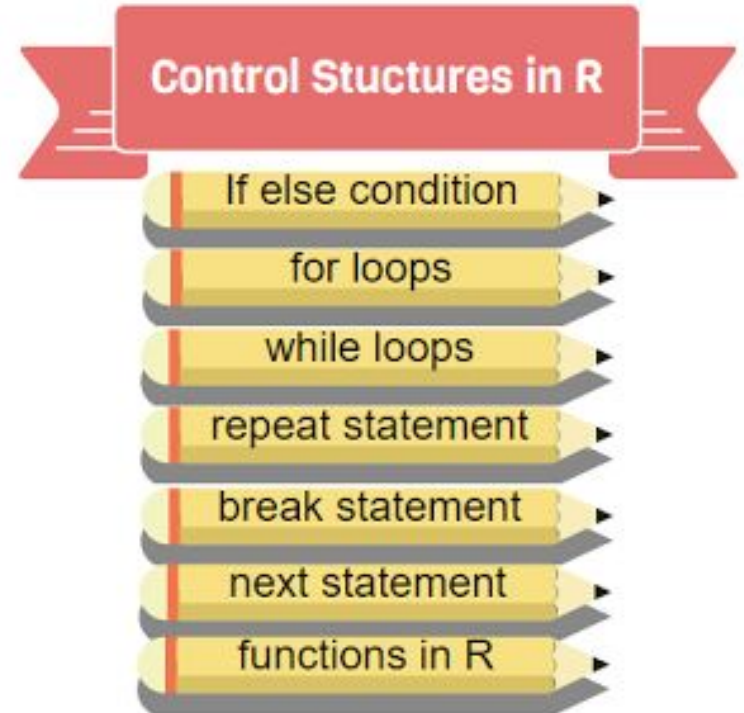 Control Stuctures in R
If else condition
for loops
while loops
repeat statement
break statement
next statement
functions in R